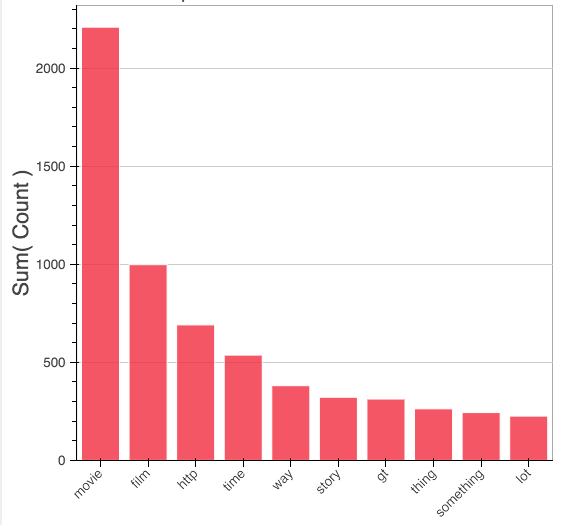 Sum( Count )
2000
1500
1000
500
0
movie
film
http
time
way
story
gt
thing
something
lot